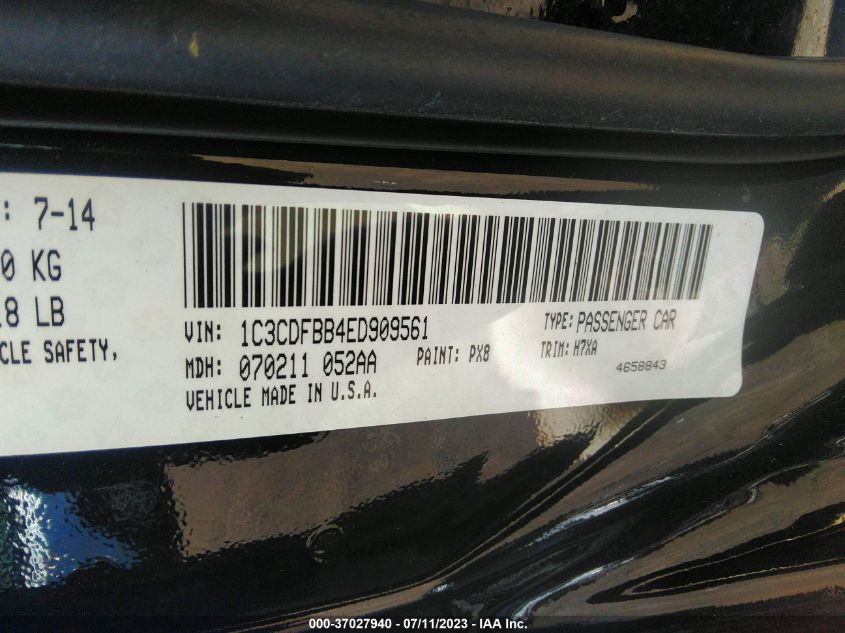 : 7-14
0 KG
8 LB
CLE SAFETY,
VIN: 1C3CDFBB4ED909561 TYPE: PASSENGER CAR
MDH: 070211 052AA PAINT: PX8 TRIM: H7XA
VEHICLE MADE IN U.S.A. 4658843
000-37027940 - 07/11/2023 - IAA Inc.